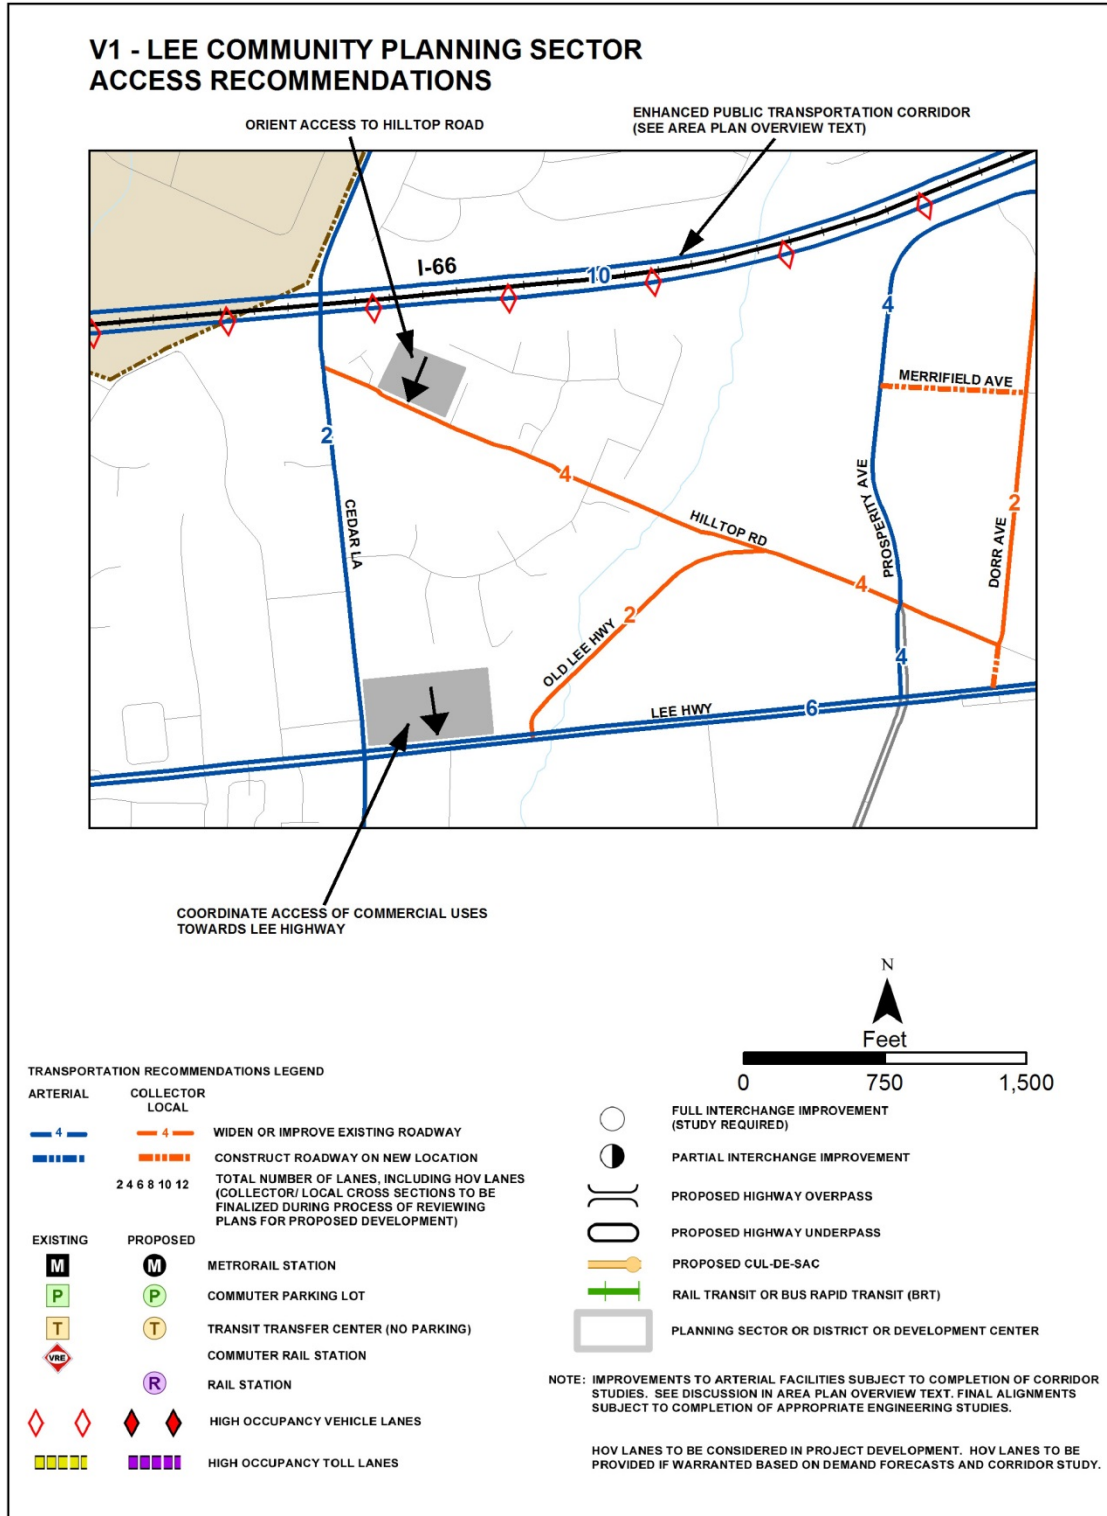 V1 - LEE COMMUNITY PLANNING SECTOR
ACCESS RECOMMENDATIONS
ORIENT ACCESS TO HILLTOP ROAD
ENHANCED PUBLIC TRANSPORTATION CORRIDOR
(SEE AREA PLAN OVERVIEW TEXT)
I-66
10
4
MERRIFIELD AVE
2
CEDAR LA
4
HILLTOP RD
PROSPERITY AVE
2
DORR AVE
4
OLD LEE HWY
2
4
LEE HWY
6
COORDINATE ACCESS OF COMMERCIAL USES
TOWARDS LEE HIGHWAY
N
Feet
0 750 1,500
TRANSPORTATION RECOMMENDATIONS LEGEND
ARTERIAL
COLLECTOR
LOCAL
4 4 WIDEN OR IMPROVE EXISTING ROADWAY
CONSTRUCT ROADWAY ON NEW LOCATION
2 4 6 8 10 12
TOTAL NUMBER OF LANES, INCLUDING HOV LANES
(COLLECTOR/ LOCAL CROSS SECTIONS TO BE
FINALIZED DURING PROCESS OF REVIEWING
PLANS FOR PROPOSED DEVELOPMENT)
EXISTING PROPOSED
M M METRORAIL STATION
P P COMMUTER PARKING LOT
T T TRANSIT TRANSFER CENTER (NO PARKING)
VRE COMMUTER RAIL STATION
R RAIL STATION
HIGH OCCUPANCY VEHICLE LANES
HIGH OCCUPANCY TOLL LANES
FULL INTERCHANGE IMPROVEMENT
(STUDY REQUIRED)
PARTIAL INTERCHANGE IMPROVEMENT
PROPOSED HIGHWAY OVERPASS
PROPOSED HIGHWAY UNDERPASS
PROPOSED CUL-DE-SAC
RAIL TRANSIT OR BUS RAPID TRANSIT (BRT)
PLANNING SECTOR OR DISTRICT OR DEVELOPMENT CENTER
NOTE: IMPROVEMENTS TO ARTERIAL FACILITIES SUBJECT TO COMPLETION OF CORRIDOR
STUDIES. SEE DISCUSSION IN AREA PLAN OVERVIEW TEXT. FINAL ALIGNMENTS
SUBJECT TO COMPLETION OF APPROPRIATE ENGINEERING STUDIES.
HOV LANES TO BE CONSIDERED IN PROJECT DEVELOPMENT. HOV LANES TO BE
PROVIDED IF WARRANTED BASED ON DEMAND FORECASTS AND CORRIDOR STUDY.